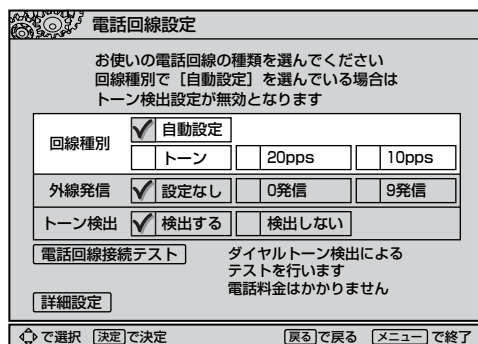 電話回線設定
お使いの電話回線の種類を選んでください
回線種別で［自動設定］を選んでいる場合は
トーン検出設定が無効となります
回線種別 自動設定
トーン 20pps 10pps
外線発信 設定なし 0発信 9発信
トーン検出 検出する 検出しない
電話回線接続テスト ダイヤルトーン検出による
テストを行います
電話料金はかかりません
詳細設定
で選択 決定 で決定 戻る で戻る メニュー で終了